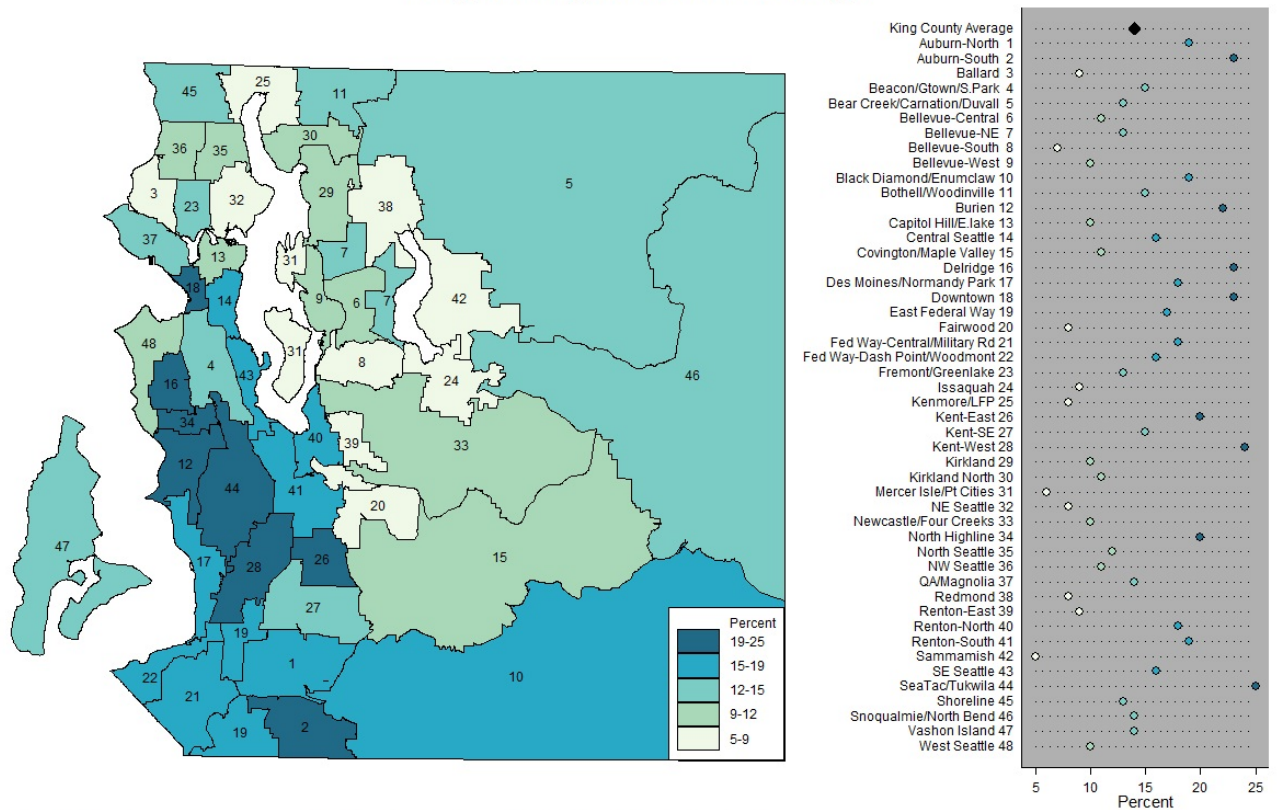 45
25
11
30
36
35
5
29
3
32
38
23
37
7
13
31
18
9
6
7
42
14
48
31
4
8
43
16
24
46
34
40
39
33
12
44
41
20
47
15
17
28
26
27
19
1
22
21
10
19
2
Percent
19-25
15-19
12-15
9-12
5-9
King County Average
Auburn-North 1
Auburn-South 2
Ballard 3
Beacon/Gtown/S.Park 4
Bear Creek/Carnation/Duvall 5
Bellevue-Central 6
Bellevue-NE 7
Bellevue-South 8
Bellevue-West 9
Black Diamond/Enumclaw 10
Bothell/Woodinville 11
Burien 12
Capitol Hill/E.lake 13
Central Seattle 14
Covington/Maple Valley 15
Delridge 16
Des Moines/Normandy Park 17
Downtown 18
East Federal Way 19
Fairwood 20
Fed Way-Central/Military Rd 21
Fed Way-Dash Point/Woodmont 22
Fremont/Greenlake 23
Issaquah 24
Kenmore/LFP 25
Kent-East 26
Kent-SE 27
Kent-West 28
Kirkland 29
Kirkland North 30
Mercer Isle/Pt Cities 31
NE Seattle 32
Newcastle/Four Creeks 33
North Highline 34
North Seattle 35
NW Seattle 36
QA/Magnolia 37
Redmond 38
Renton-East 39
Renton-North 40
Renton-South 41
Sammamish 42
SE Seattle 43
SeaTac/Tukwila 44
Shoreline 45
Snoqualmie/North Bend 46
Vashon Island 47
West Seattle 48
5 10 15 20 25
Percent